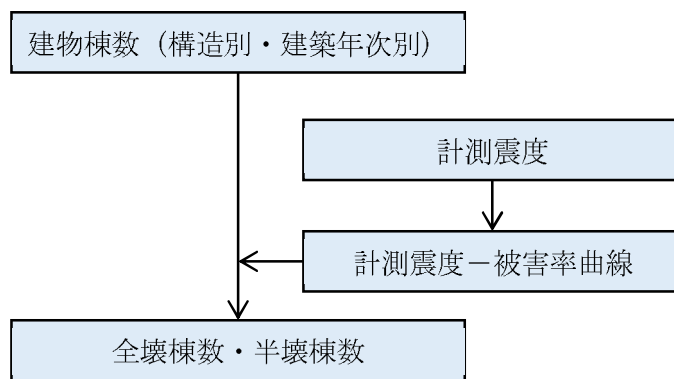 建物棟数（構造別・建築年次別）
計測震度
計測震度－被害率曲線
全壊棟数・半壊棟数